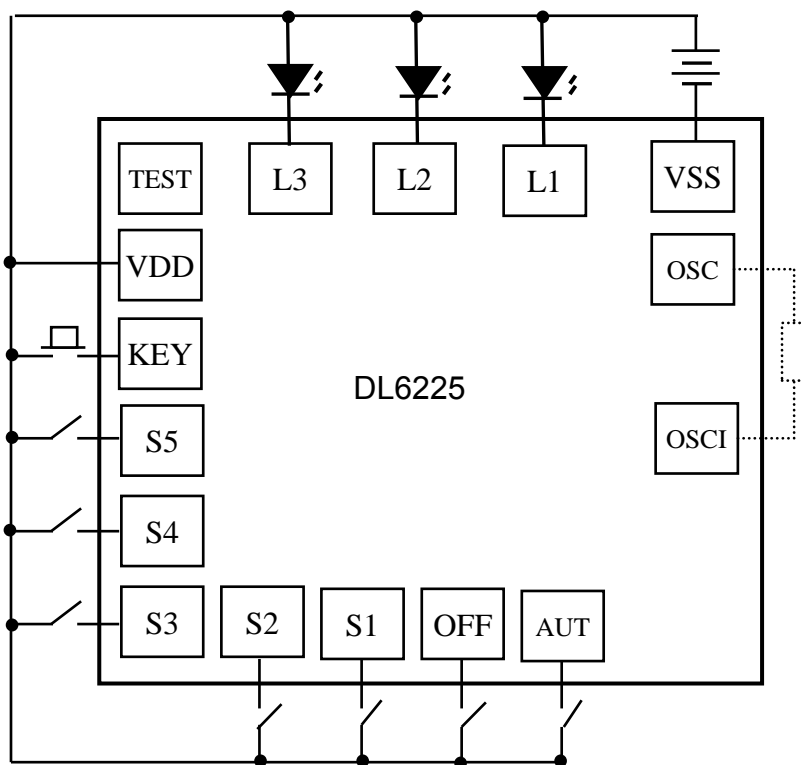 TEST
L3
L2
L1
VSS
VDD
OSC
KEY
DL6225
S5
OSCI
S4
S3
S2
S1
OFF
AUT